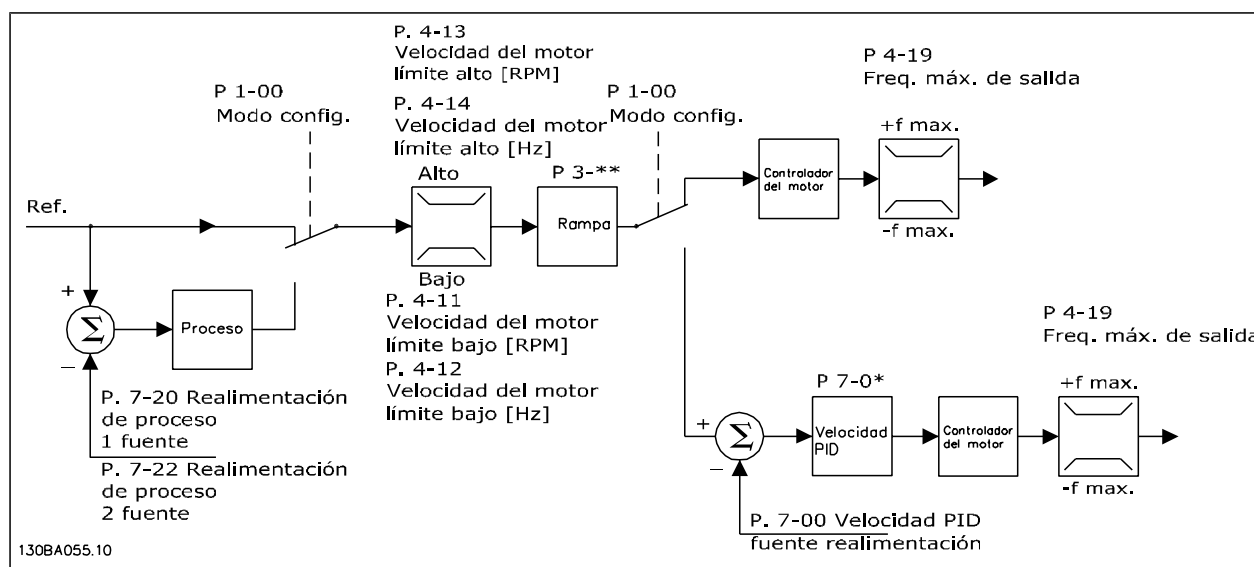 P. 4-13
Velocidad del motor
límite alto [RPM]
P. 4-14
Velocidad del motor
límite alto [Hz]
P 1-00
Modo config.
P 1-00
Modo config.
P 4-19
Freq. máx. de salida
+f max.
-f max.
Ref.
Alto
Bajo
P 3-**
Rampa
Controlador
del motor
+
Σ
−
Proceso
P. 4-11
Velocidad del motor
límite bajo [RPM]
P. 4-12
Velocidad del motor
límite bajo [Hz]
P. 7-20 Realimentación
de proceso
1 fuente
P. 7-22 Realimentación
de proceso
2 fuente
P 4-19
Freq. máx. de salida
+f max.
-f max.
P 7-0*
+
Σ
−
Velocidad
PID
Controlador
del motor
P. 7-00 Velocidad PID
fuente realimentación
130BA055.10